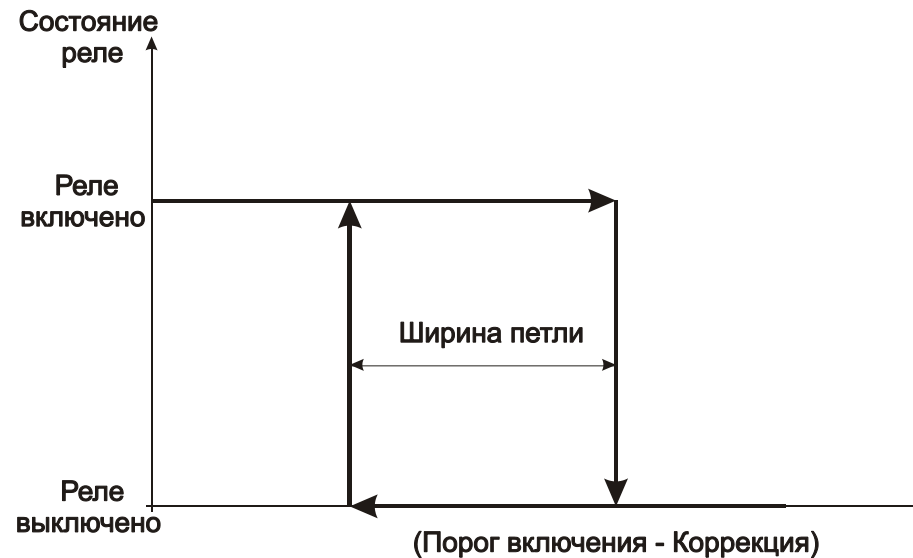 Состояние
реле
Реле
включено
Ширина петли
Реле
выключено
(Порог включения - Коррекция)